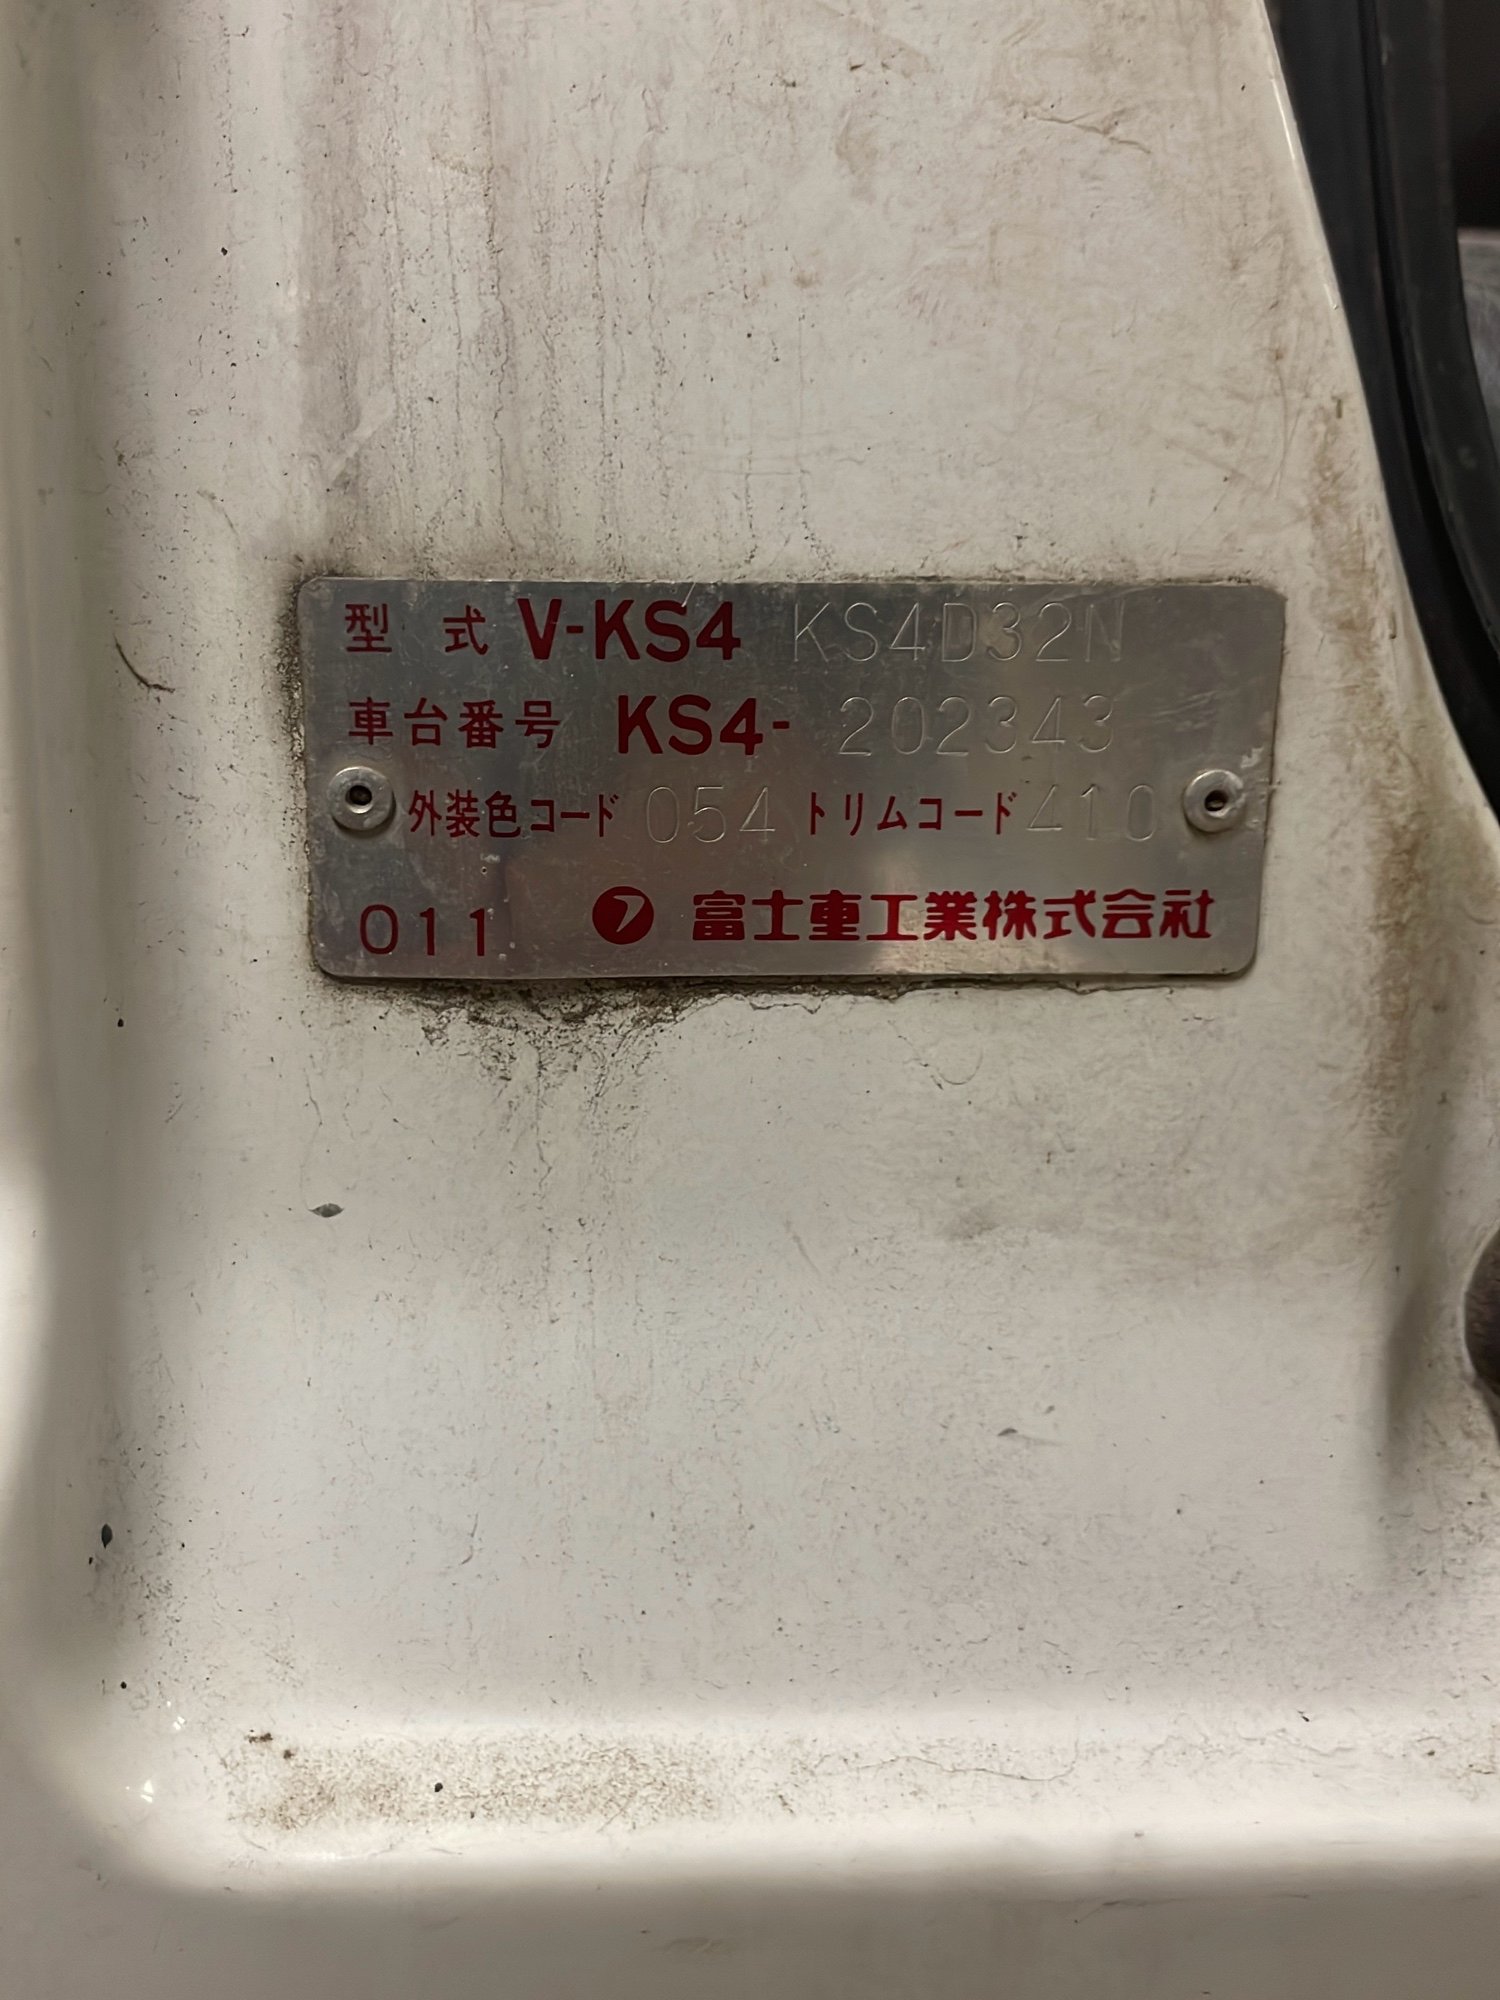 型 式 V-KS4 KS4D32N
車台番号 KS4- 202343
外装色コード 054 トリムコード 410
011 富士重工業株式会社